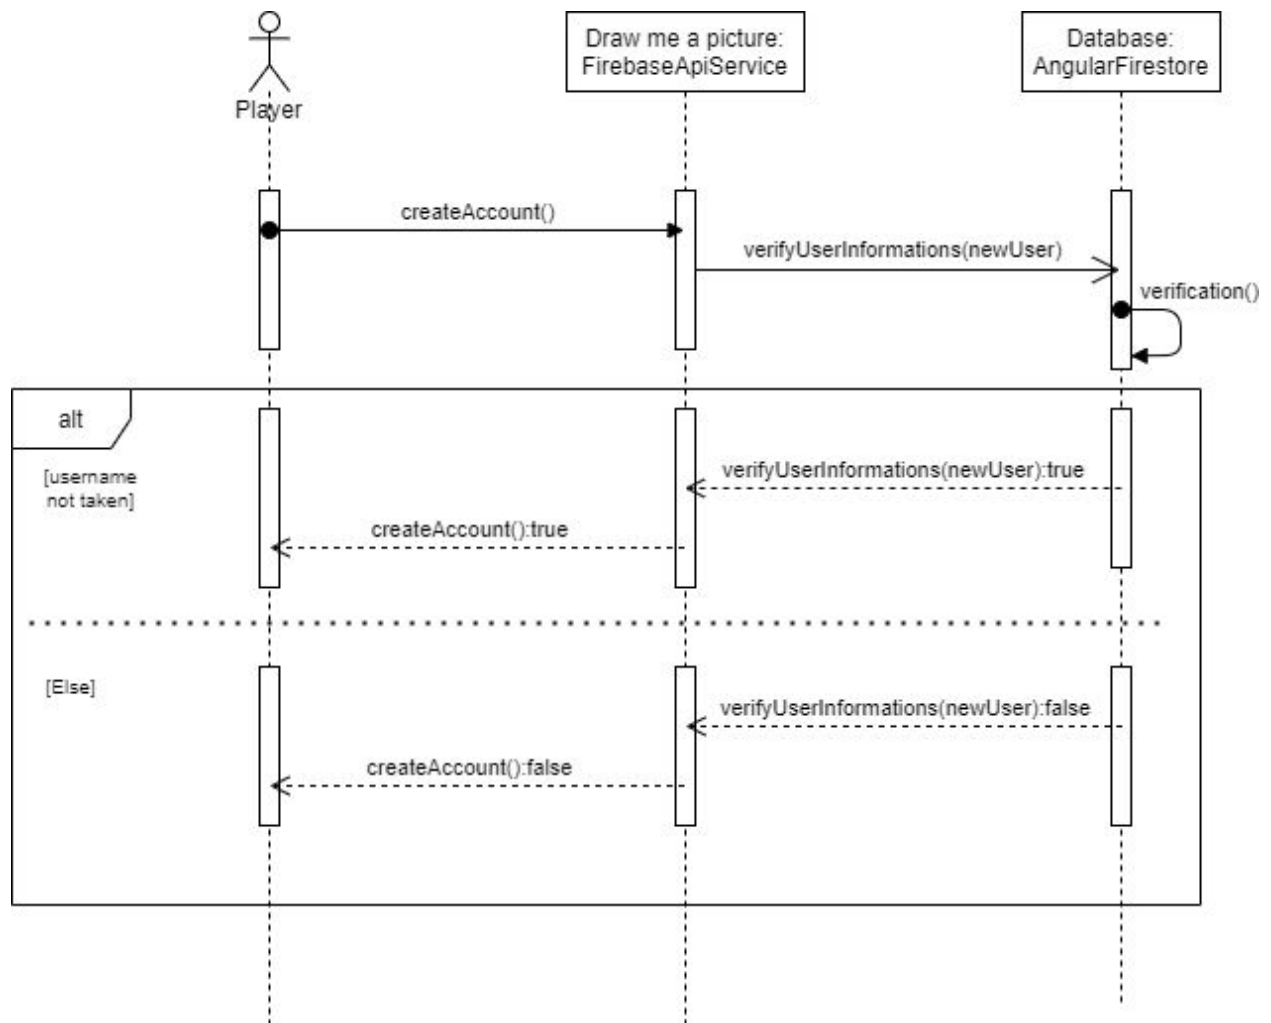 Draw me a picture:
FirebaseApiService
Database:
AngularFirestore
Player
createAccount()
verifyUserInformations(newUser)
verification()
alt
[username
not taken]
verifyUserInformations(newUser):true
createAccount():true
[Else]
verifyUserInformations(newUser):false
createAccount():false